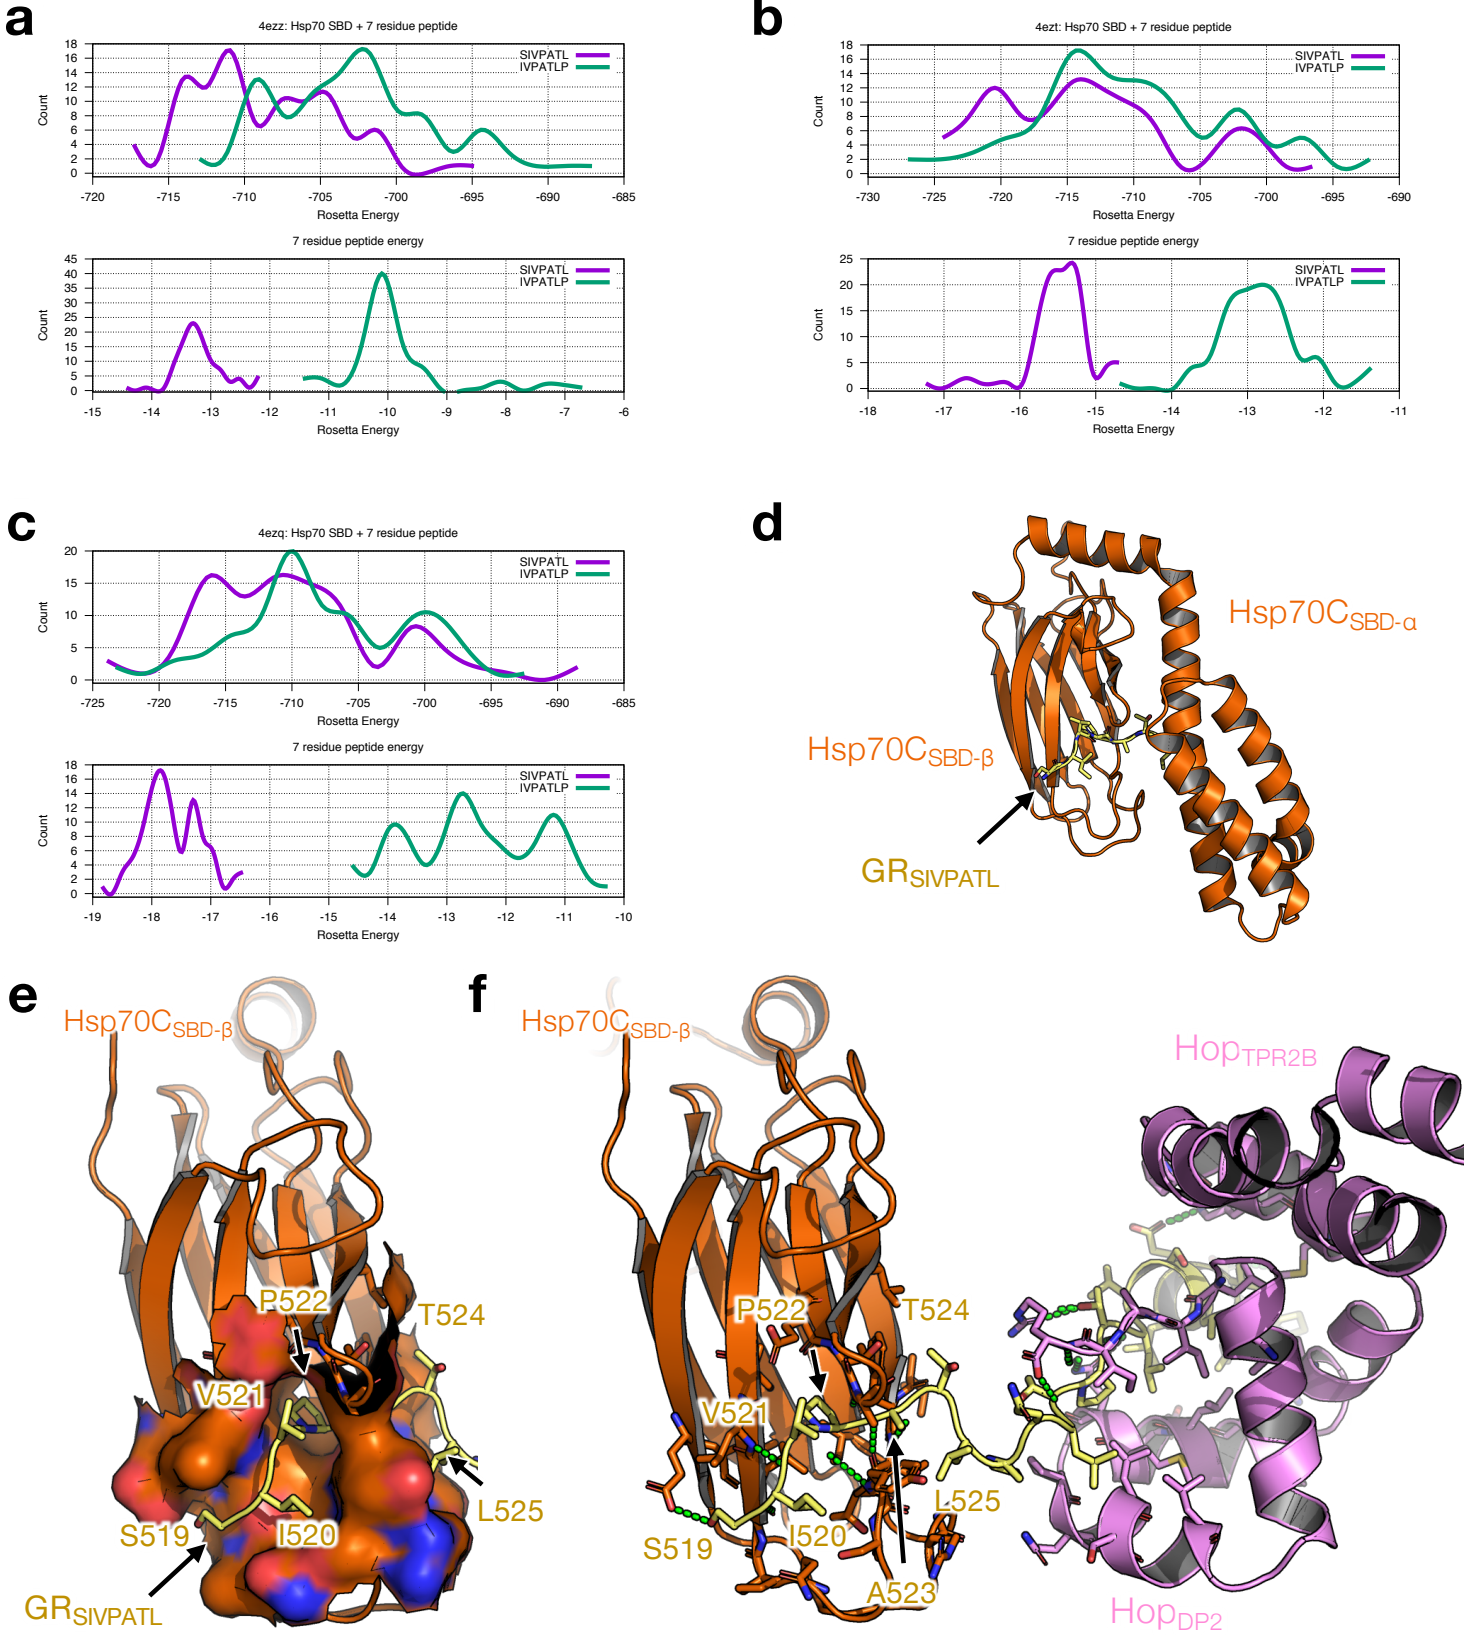 a
4ezz: Hsp70 SBD + 7 residue peptide
SIVPATL
IVPATLP
Count
18
16
14
12
10
8
6
4
2
0
-720 -715 -710 -705 -700 -695 -690 -685
Rosetta Energy
7 residue peptide energy
SIVPATL
IVPATLP
Count
45
40
35
30
25
20
15
10
5
0
-15 -14 -13 -12 -11 -10 -9 -8 -7 -6
Rosetta Energy
b
4ezt: Hsp70 SBD + 7 residue peptide
SIVPATL
IVPATLP
Count
18
16
14
12
10
8
6
4
2
0
-730 -725 -720 -715 -710 -705 -700 -695 -690
Rosetta Energy
7 residue peptide energy
SIVPATL
IVPATLP
Count
25
20
15
10
5
0
-18 -17 -16 -15 -14 -13 -12 -11
Rosetta Energy
c
4ezq: Hsp70 SBD + 7 residue peptide
SIVPATL
IVPATLP
Count
20
15
10
5
0
-725 -720 -715 -710 -705 -700 -695 -690 -685
Rosetta Energy
7 residue peptide energy
SIVPATL
IVPATLP
Count
18
16
14
12
10
8
6
4
2
0
-19 -18 -17 -16 -15 -14 -13 -12 -11 -10
Rosetta Energy
d
Hsp70CSBD-α
Hsp70CSBD-β
GRSIVPATL
e
Hsp70CSBD-β
P522
T524
V521
L525
S519
I520
GRSIVPATL
f
Hsp70CSBD-β
HopTPR2B
P522
T524
V521
L525
S519
I520
A523
HopDP2